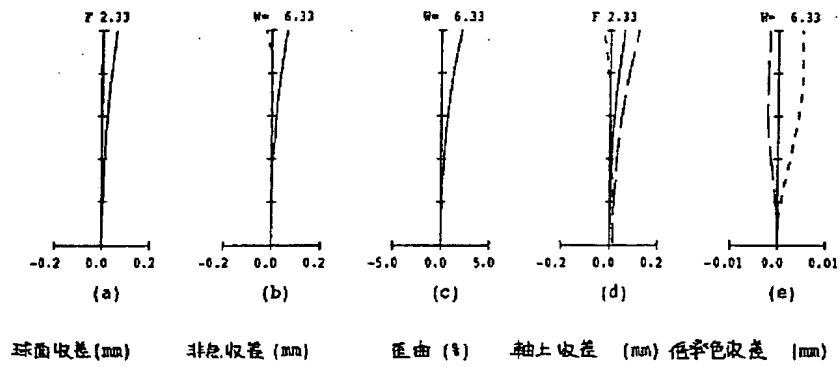 F 2.33 W= 6.33 W= 6.33 F 2.33 W= 6.33
-0.2 0.0 0.2 -0.2 0.0 0.2 -5.0 0.0 5.0 -0.2 0.0 0.2 -0.01 0.0 0.01
(a) (b) (c) (d) (e)
球面收差(mm) 非点収差(mm) 歪曲(%) 軸上収差 (mm) 倍率色収差 (mm)